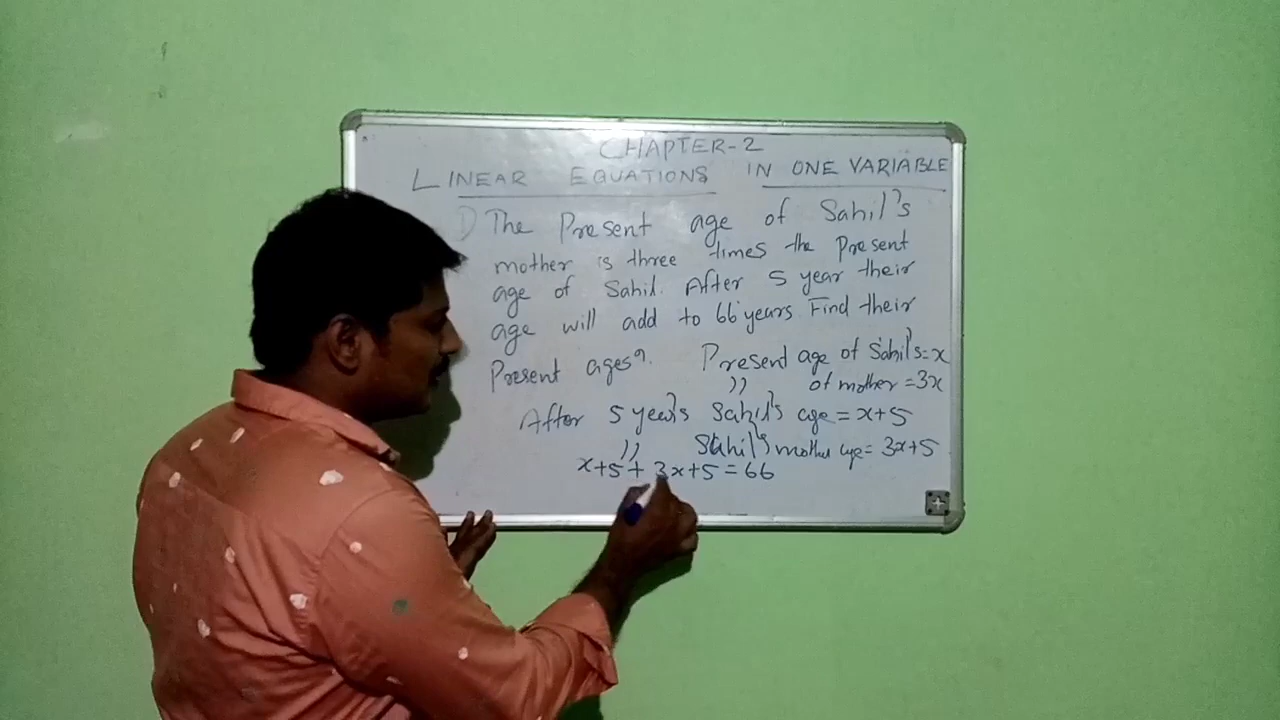 CHAPTER-2
LINEAR EQUATIONS IN ONE VARIABLE
1) The Present age of Sahil's
mother is three times the Present
age of Sahil. After 5 year their
age will add to 66 years. Find their
Present ages?. Present age of Sahil's = x
,, of mother = 3x
After 5 year's Sahil's age = x+5
,, Sahil's mother age = 3x+5
x+5+3x+5=66